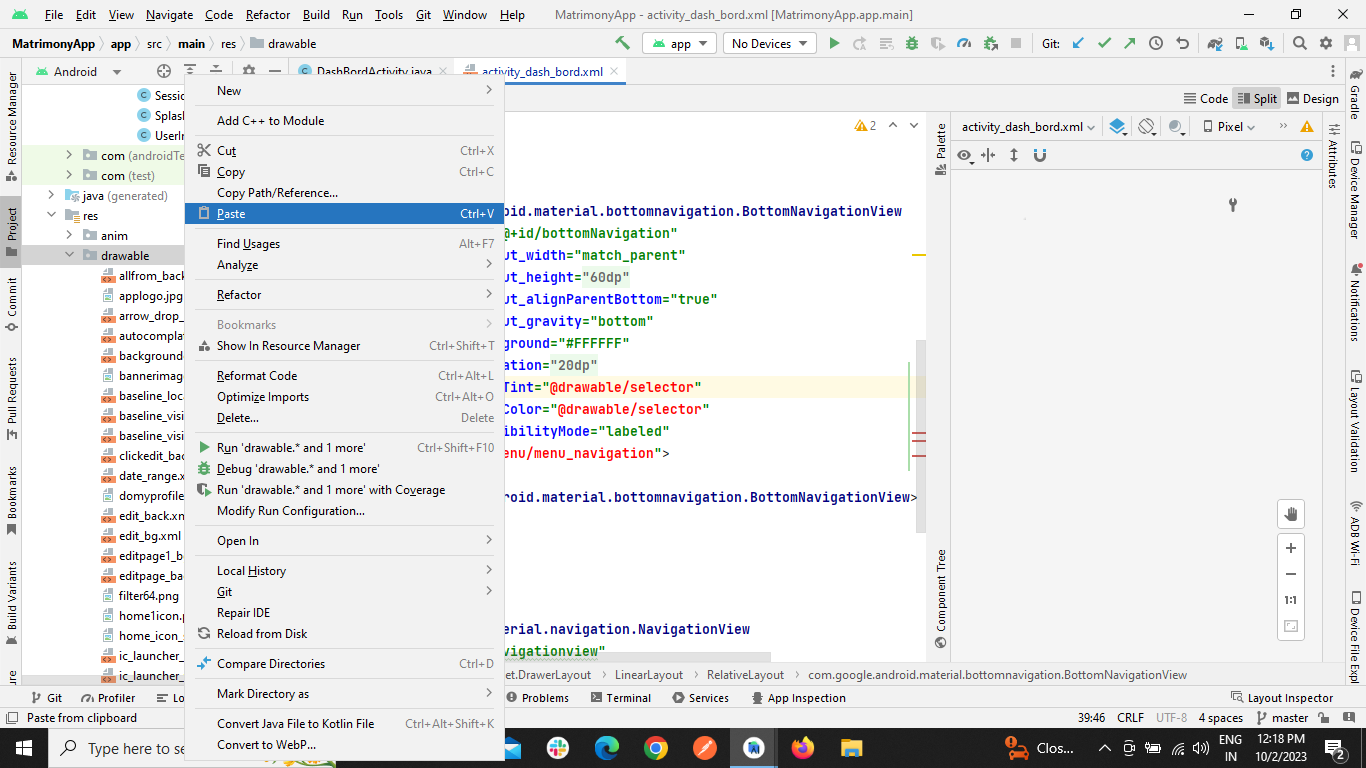 File Edit View Navigate Code Refactor Build Run Tools Git Window Help MatrimonyApp - activity_dash_bord.xml [MatrimonyApp.app.main]
MatrimonyApp app src main res drawable app No Devices Git:
Android DashBordActivity.java activity_dash_bord.xml
Code Split Design
Resource Manager
Project
Commit
Pull Requests
Bookmarks
Build Variants
Sessio
Splas
UserIn
com (androidTe
com (test)
java (generated)
res
anim
drawable
allfrom_back
applogo.jpg
arrow_drop_
autocompla
background
bannerimag
baseline_loc
baseline_visi
baseline_visi
clickedit_bac
date_range.x
domyprofile
edit_back.xm
edit_bg.xml
editpage1_b
editpage_ba
filter64.png
home1icon.p
home_icon_
ic_launcher_
ic_launcher_
New
Add C++ to Module
Cut Ctrl+X
Copy Ctrl+C
Copy Path/Reference...
Paste Ctrl+V
Find Usages Alt+F7
Analyze
Refactor
Bookmarks
Show In Resource Manager Ctrl+Shift+T
Reformat Code Ctrl+Alt+L
Optimize Imports Ctrl+Alt+O
Delete... Delete
Run 'drawable.* and 1 more' Ctrl+Shift+F10
Debug 'drawable.* and 1 more'
Run 'drawable.* and 1 more' with Coverage
Modify Run Configuration...
Open In
Local History
Git
Repair IDE
Reload from Disk
Compare Directories Ctrl+D
Mark Directory as
Convert Java File to Kotlin File Ctrl+Alt+Shift+K
Convert to WebP...
2
oid.material.bottomnavigation.BottomNavigationView
@+id/bottomNavigation"
ut_width="match_parent"
ut_height="60dp"
ut_alignParentBottom="true"
ut_gravity="bottom"
ground="#FFFFFF"
ation="20dp"
Tint="@drawable/selector"
Color="@drawable/selector"
ibilityMode="labeled"
enu/menu_navigation">
roid.material.bottomnavigation.BottomNavigationView>
erial.navigation.NavigationView
vigationview"
Palette
Component Tree
activity_dash_bord.xml Pixel
1:1
Attributes
Gradle
Device Manager
Notifications
Layout Validation
ADB Wi-Fi
Device File Expl
et.DrawerLayout LinearLayout RelativeLayout com.google.android.material.bottomnavigation.BottomNavigationView
Git Profiler Lo Problems Terminal Services App Inspection Layout Inspector
Paste from clipboard 39:46 CRLF UTF-8 4 spaces master
Type here to se Clos... ENG 12:18 PM
IN 10/2/2023 2